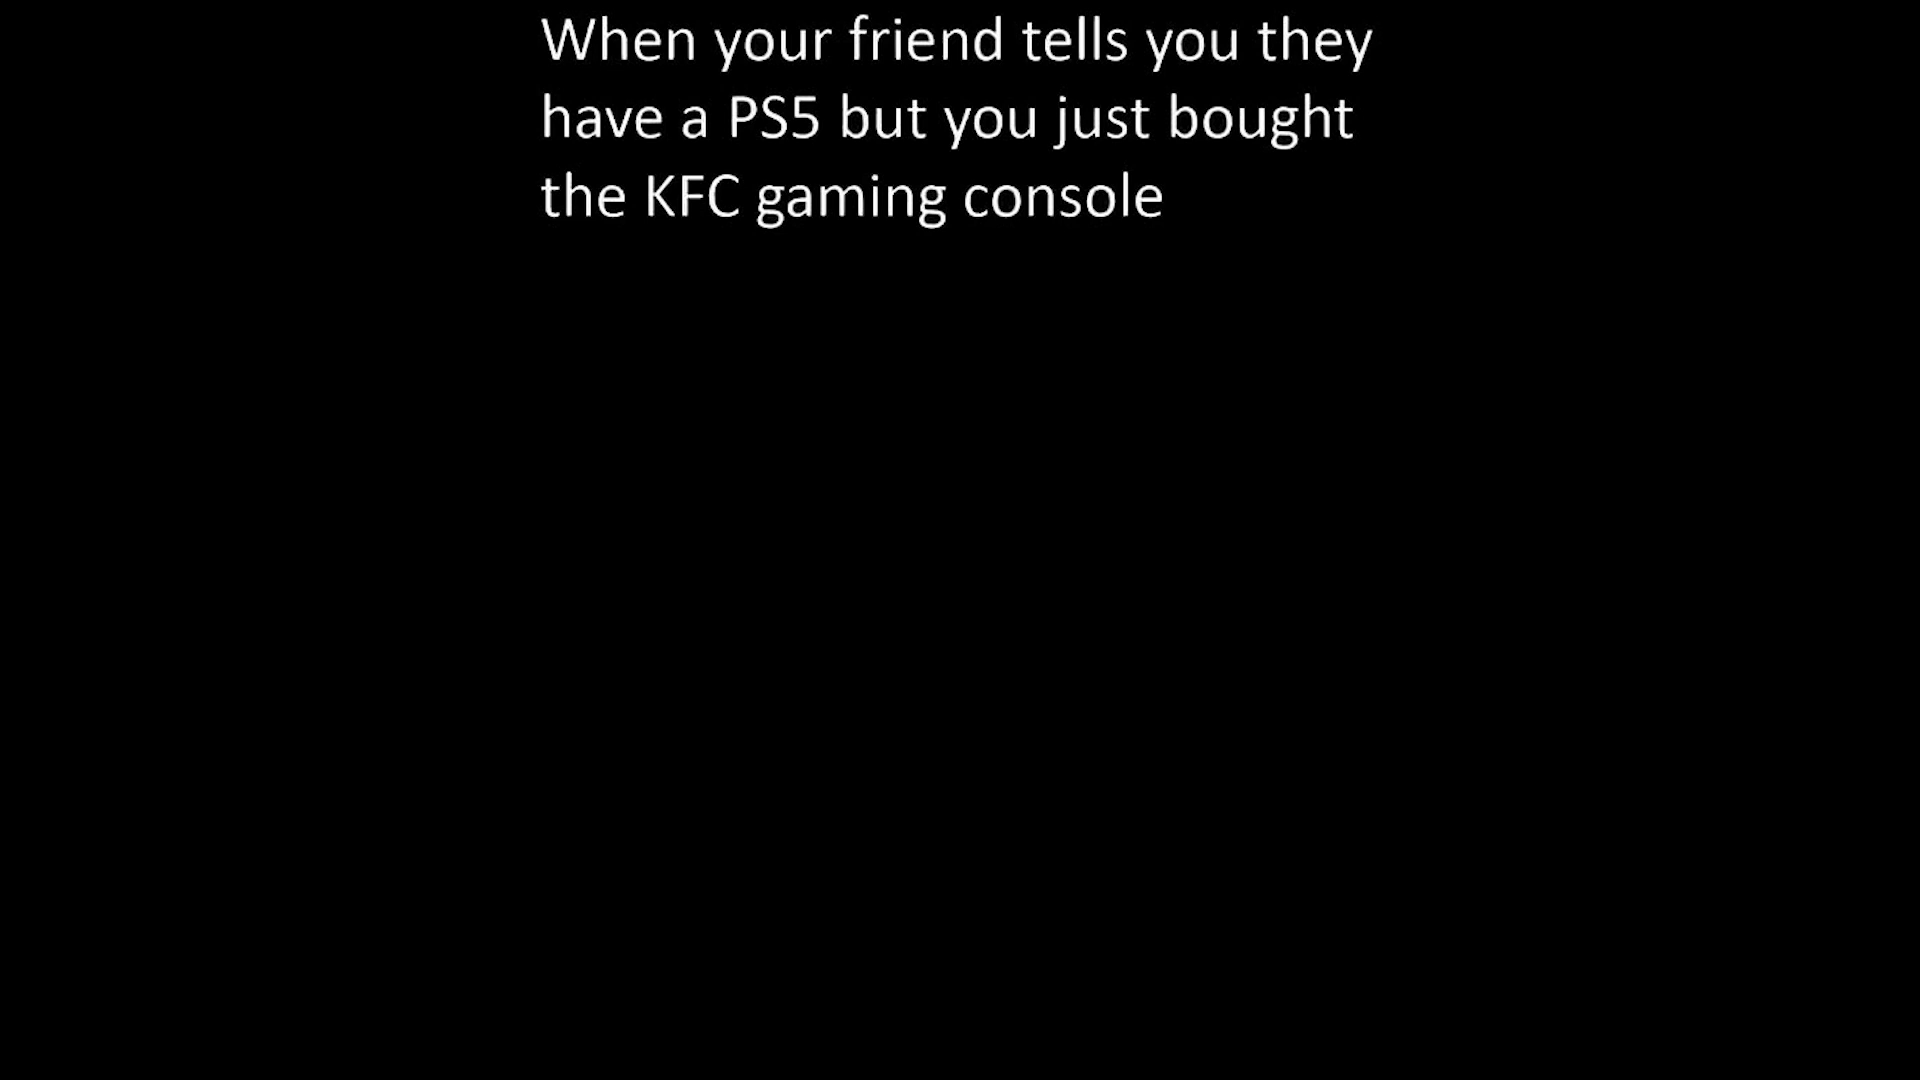 When your friend tells you they
have a PS5 but you just bought
the KFC gaming console